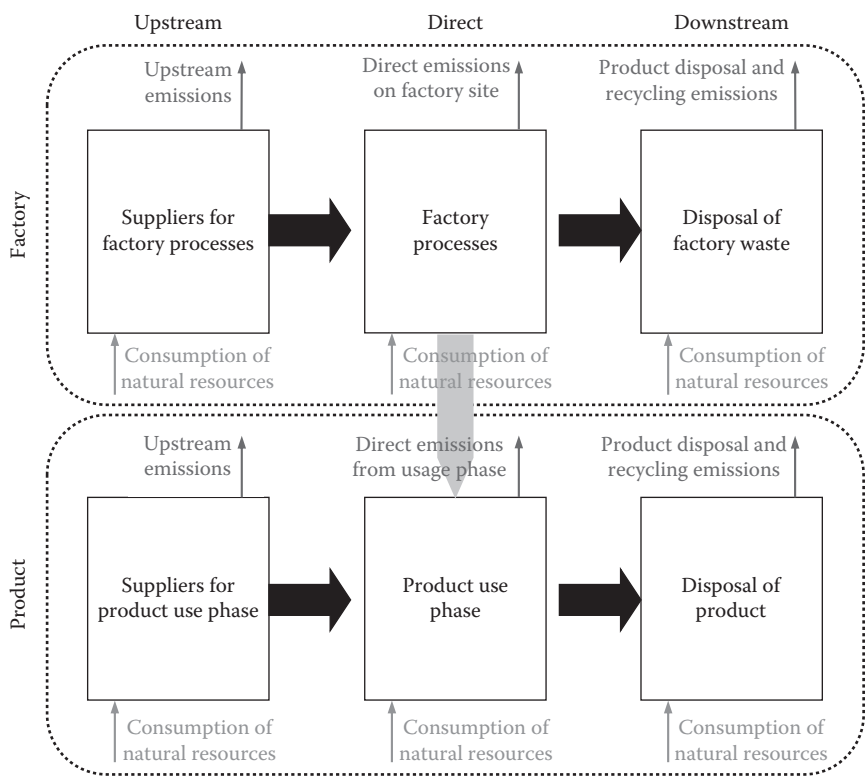 Upstream
Direct
Downstream
Factory
Upstream
emissions
Direct emissions
on factory site
Product disposal and
recycling emissions
Suppliers for
factory processes
Factory
processes
Disposal of
factory waste
Consumption of
natural resources
Consumption of
natural resources
Consumption of
natural resources
Product
Upstream
emissions
Direct emissions
from usage phase
Product disposal and
recycling emissions
Suppliers for
product use phase
Product use
phase
Disposal of
product
Consumption of
natural resources
Consumption of
natural resources
Consumption of
natural resources